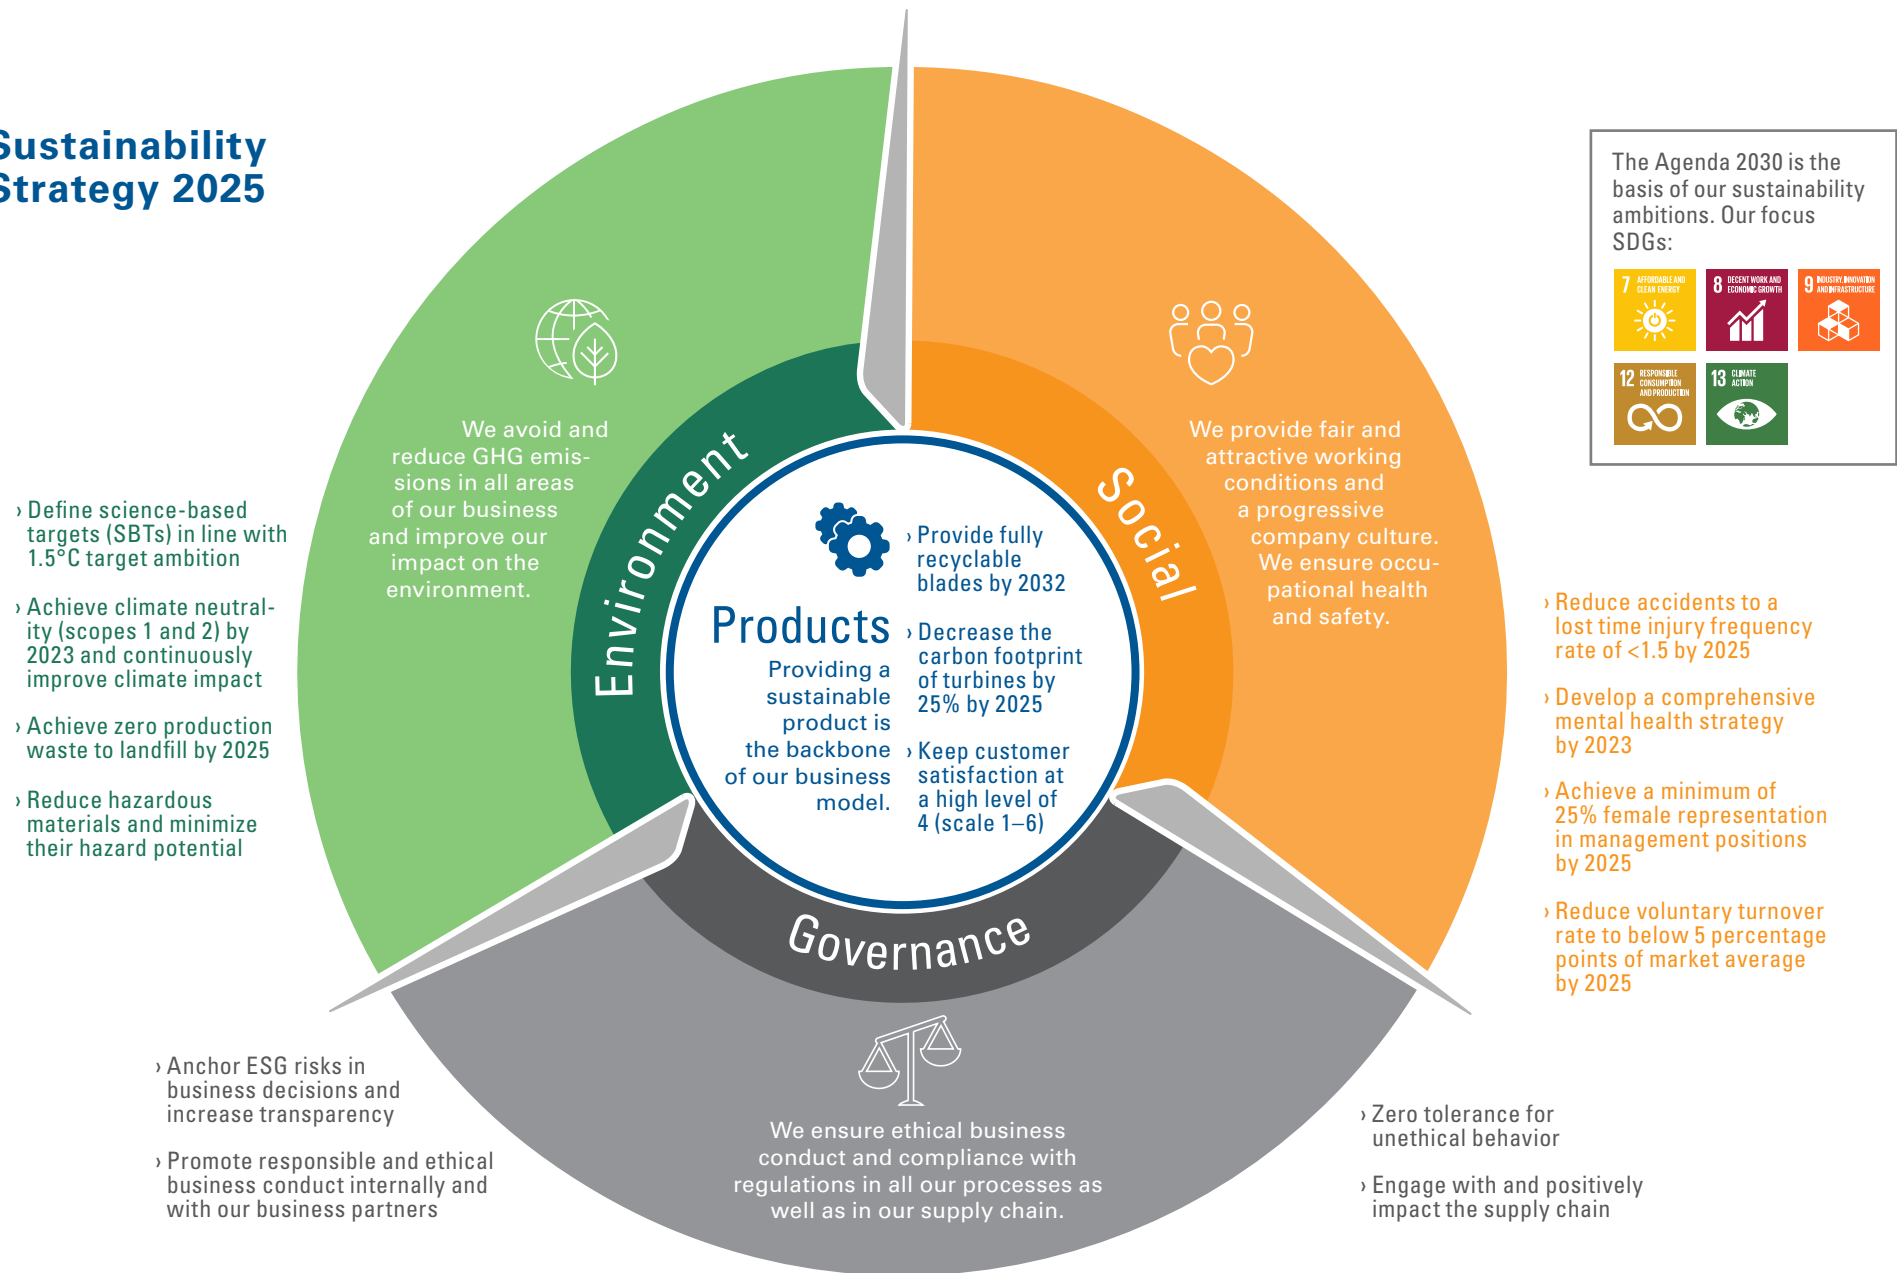 Sustainability
Strategy 2025
The Agenda 2030 is the
basis of our sustainability
ambitions. Our focus
SDGs:
7 AFFORDABLE AND
CLEAN ENERGY
8 DECENT WORK AND
ECONOMIC GROWTH
9 INDUSTRY, INNOVATION
AND INFRASTRUCTURE
12 RESPONSIBLE
CONSUMPTION
AND PRODUCTION
13 CLIMATE
ACTION
We avoid and
reduce GHG emis-
sions in all areas
of our business
and improve our
impact on the
environment.
Environment
› Define science-based
targets (SBTs) in line with
1.5°C target ambition
› Achieve climate neutral-
ity (scopes 1 and 2) by
2023 and continuously
improve climate impact
› Achieve zero production
waste to landfill by 2025
› Reduce hazardous
materials and minimize
their hazard potential
Products
Providing a
sustainable
product is
the backbone
of our business
model.
› Provide fully
recyclable
blades by 2032
› Decrease the
carbon footprint
of turbines by
25% by 2025
› Keep customer
satisfaction at
a high level of
4 (scale 1–6)
Social
We provide fair and
attractive working
conditions and
a progressive
company culture.
We ensure occu-
pational health
and safety.
› Reduce accidents to a
lost time injury frequency
rate of <1.5 by 2025
› Develop a comprehensive
mental health strategy
by 2023
› Achieve a minimum of
25% female representation
in management positions
by 2025
› Reduce voluntary turnover
rate to below 5 percentage
points of market average
by 2025
Governance
We ensure ethical business
conduct and compliance with
regulations in all our processes as
well as in our supply chain.
› Anchor ESG risks in
business decisions and
increase transparency
› Promote responsible and ethical
business conduct internally and
with our business partners
› Zero tolerance for
unethical behavior
› Engage with and positively
impact the supply chain